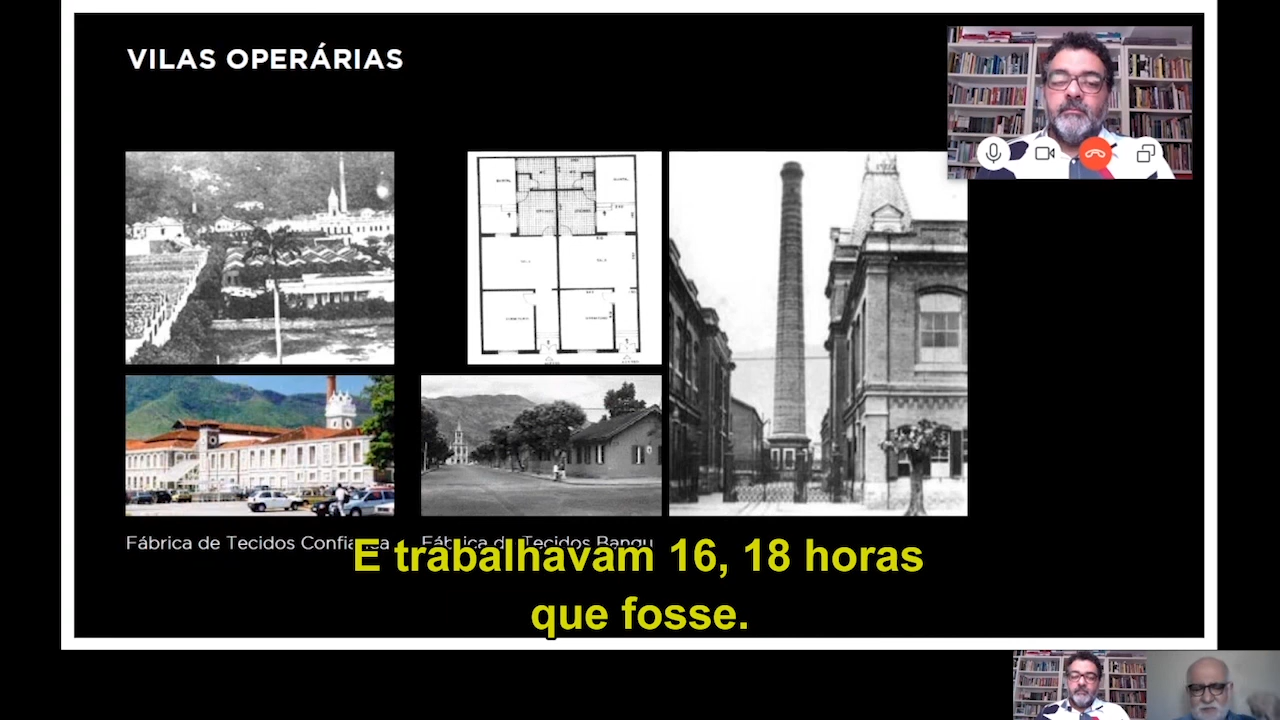 VILAS OPERÁRIAS
Fábrica de Tecidos Confiança
Fábrica de Tecidos Bangu
E trabalhavam 16, 18 horas
que fosse.